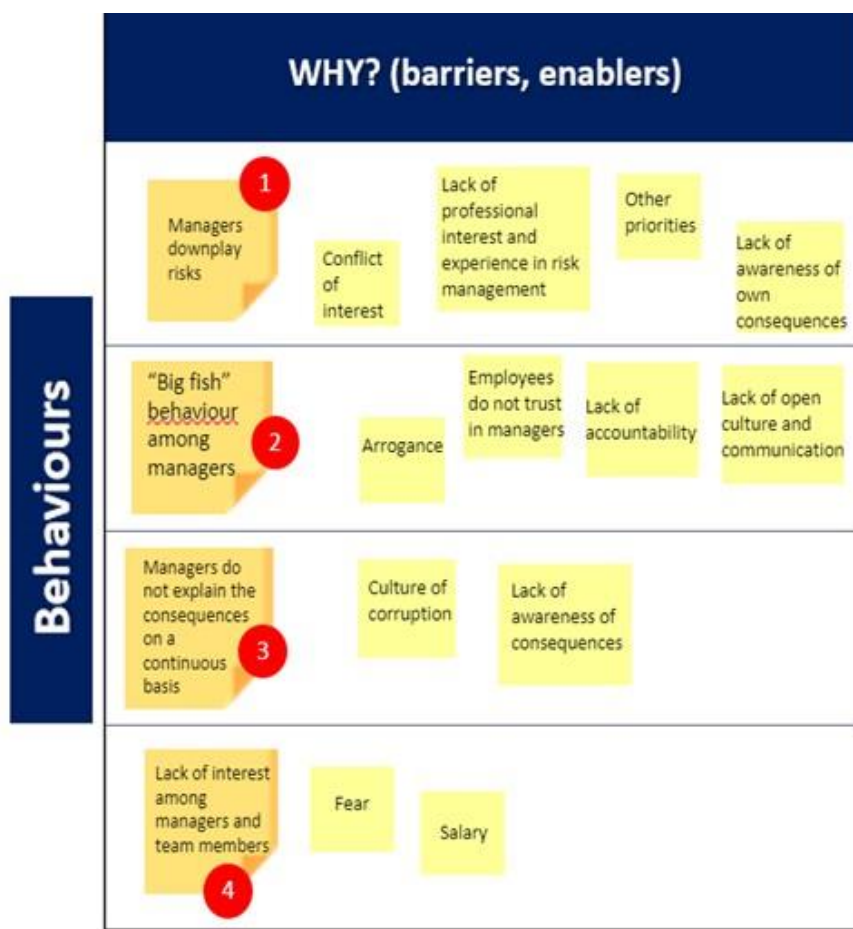 WHY? (barriers, enablers)
Behaviours
1
Managers
downplay
risks
Conflict
of
interest
Lack of
professional
interest and
experience in risk
management
Other
priorities
Lack of
awareness of
own
consequences
"Big fish"
behaviour
among
managers
2
Arrogance
Employees
do not trust
in managers
Lack of
accountability
Lack of open
culture and
communication
Managers do
not explain the
consequences
on a
continuous
basis
3
Culture of
corruption
Lack of
awareness of
consequences
Lack of interest
among
managers and
team members
4
Fear
Salary